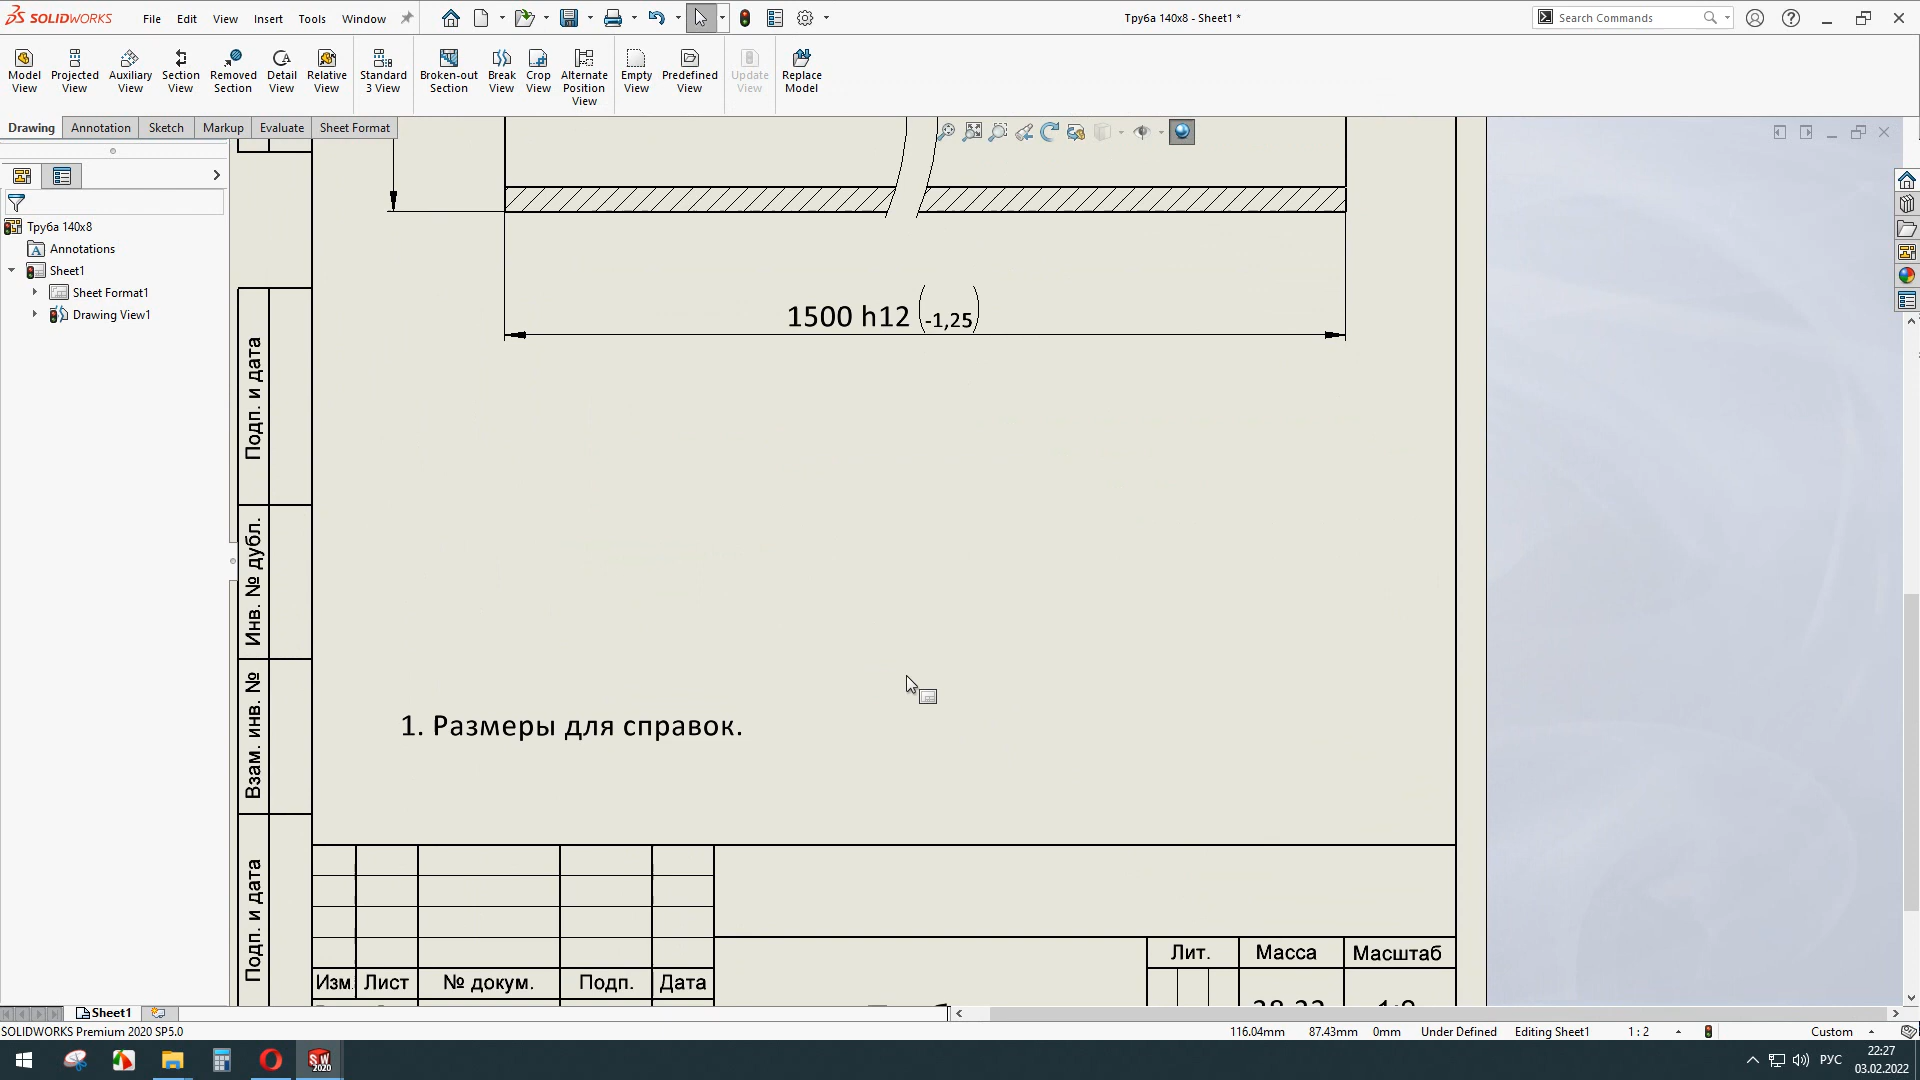 SOLIDWORKS
File Edit View Insert Tools Window
Труба 140x8 - Sheet1 *
Search Commands
Model View
Projected View
Auxiliary View
Section View
Removed Section
Detail View
Relative View
Standard 3 View
Broken-out Section
Break View
Crop View
Alternate Position View
Empty View
Predefined View
Update View
Replace Model
Drawing Annotation Sketch Markup Evaluate Sheet Format
Труба 140x8
Annotations
Sheet1
Sheet Format1
Drawing View1
1500 h12 (-1,25)
Подп. и дата
Инв. № дубл.
Взам. инв. №
Подп. и дата
1. Размеры для справок.
Лит. Масса Масштаб
Изм. Лист № докум. Подп. Дата
Sheet1
SOLIDWORKS Premium 2020 SP5.0
116.04mm 87.43mm 0mm Under Defined Editing Sheet1 1 : 2 Custom
SW 2020
РУС
22:27
03.02.2022